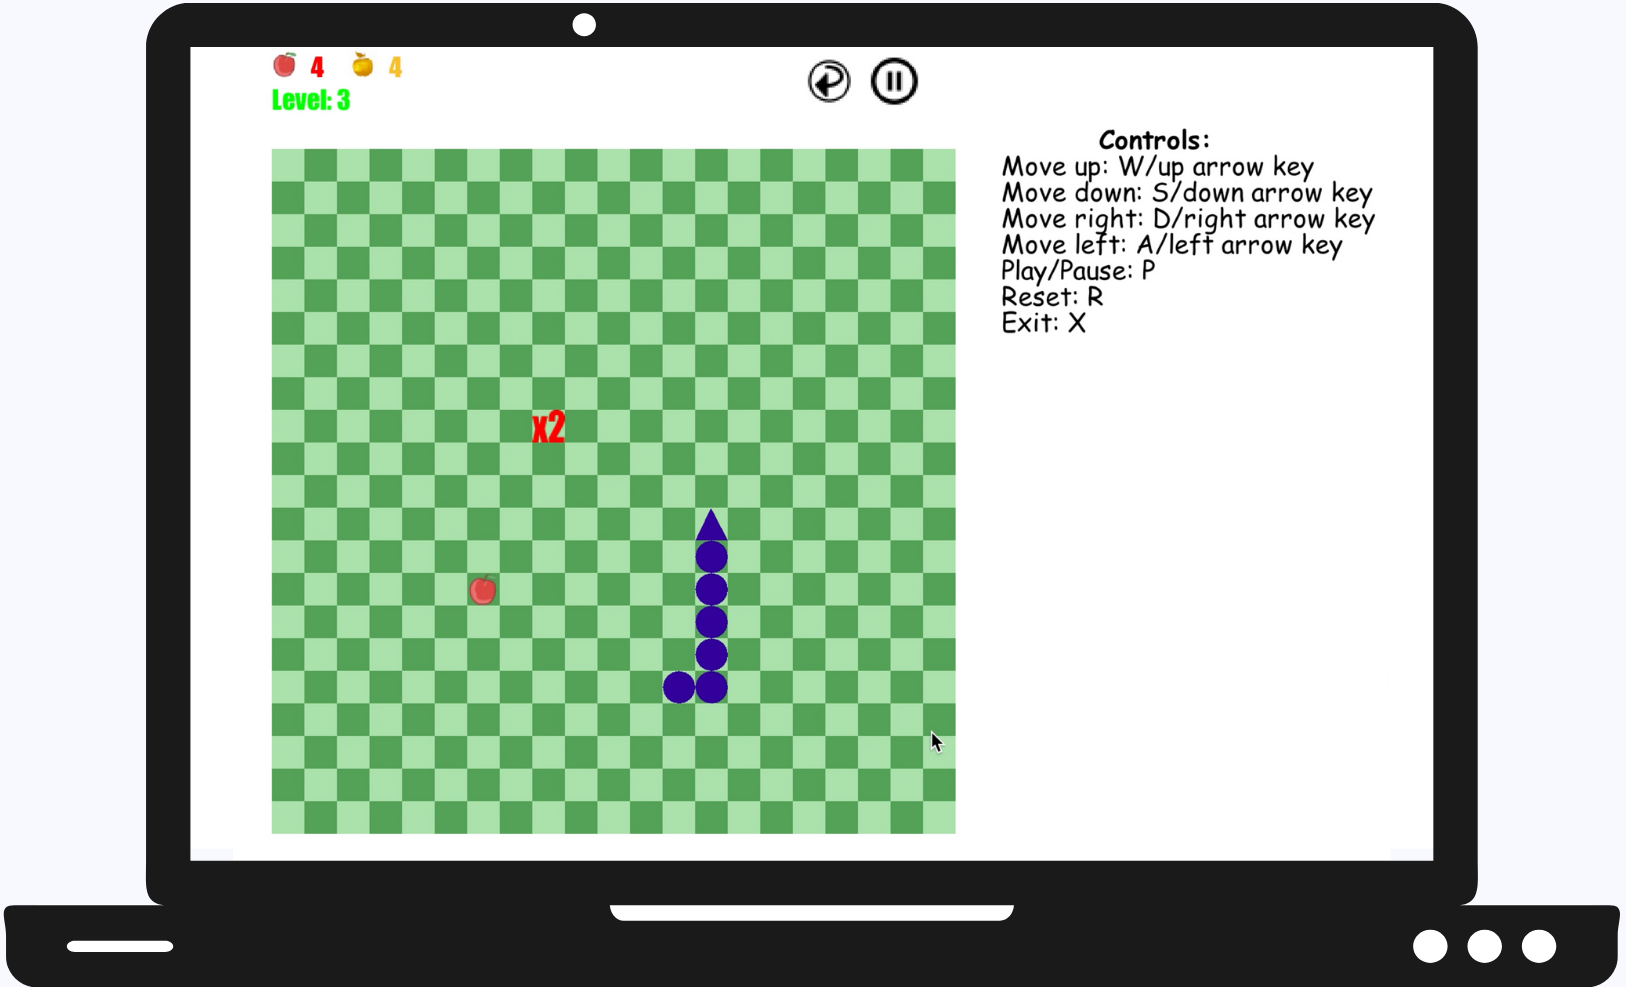 4 4
Level: 3
Controls:
Move up: W/up arrow key
Move down: S/down arrow key
Move right: D/right arrow key
Move left: A/left arrow key
Play/Pause: P
Reset: R
Exit: X
x2